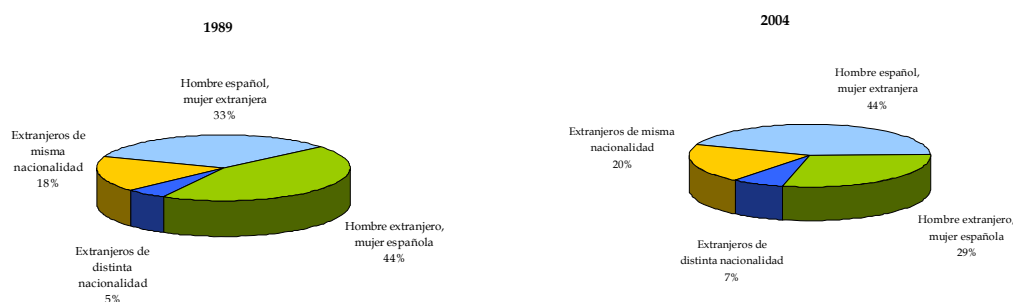 1989
Hombre español,
mujer extranjera
33%
Extranjeros de
misma
nacionalidad
18%
Hombre extranjero,
mujer española
44%
Extranjeros de
distinta
nacionalidad
5%
2004
Hombre español,
mujer extranjera
44%
Extranjeros de misma
nacionalidad
20%
Hombre extranjero,
mujer española
29%
Extranjeros de
distinta nacionalidad
7%